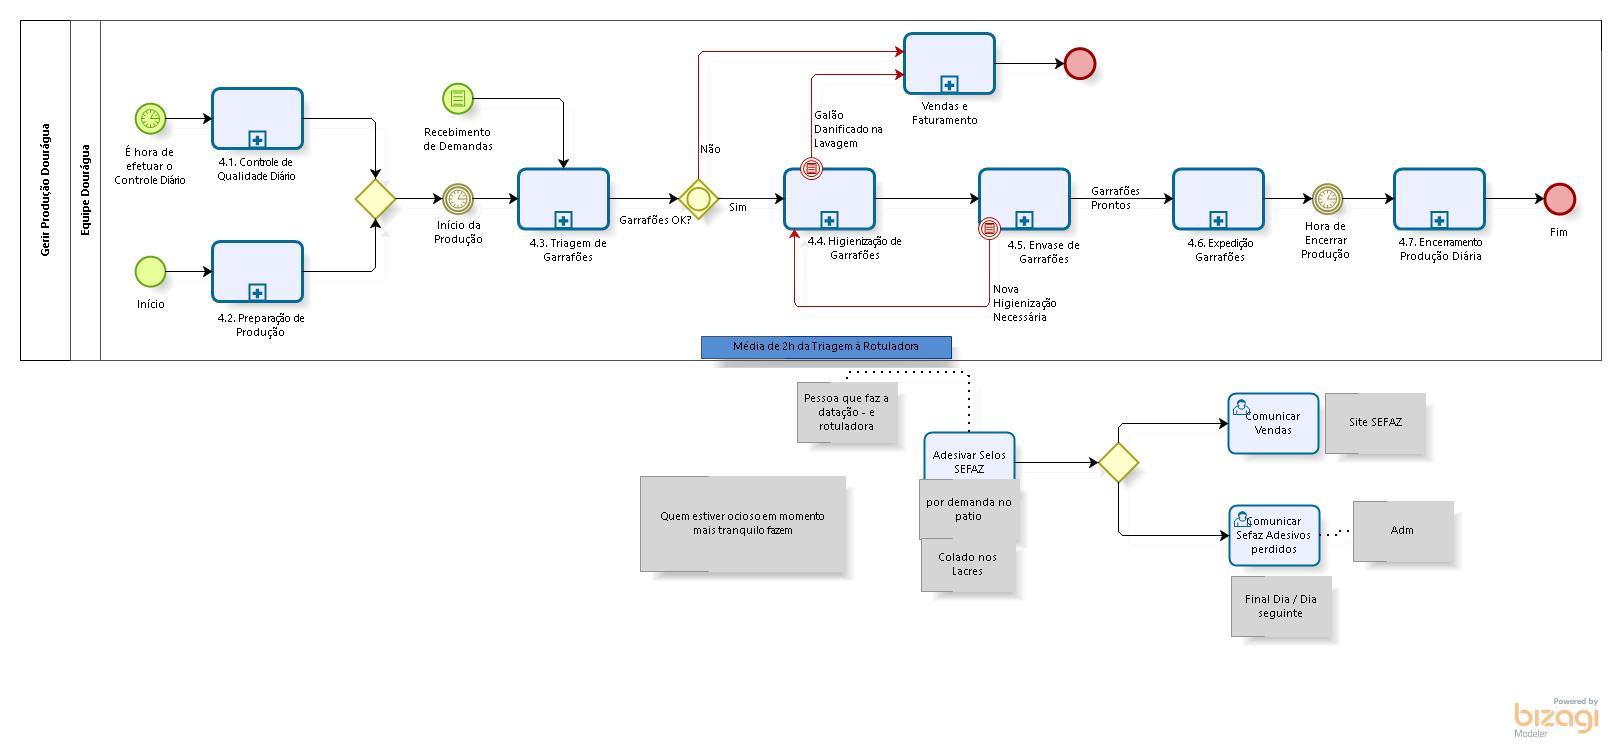 Gerir Produção Dourágua
Equipe Dourágua
É hora de
efetuar o
Controle Diário
4.1. Controle de
Qualidade Diário
Início
4.2. Preparação de
Produção
Recebimento
de Demandas
Início da
Produção
4.3. Triagem de
Garrafões
Garrafões OK?
Não
Sim
Galão
Danificado na
Lavagem
Vendas e
Faturamento
4.4. Higienização de
Garrafões
4.5. Envase de
Garrafões
Nova
Higienização
Necessária
Garrafões
Prontos
4.6. Expedição
Garrafões
Hora de
Encerrar
Produção
4.7. Encerramento
Produção Diária
Fim
Média de 2h da Triagem à Rotuladora
Pessoa que faz a
datação - e
rotuladora
Adesivar Selos
SEFAZ
por demanda no
patio
Colado nos
Lacres
Quem estiver ocioso em momento
mais tranquilo fazem
Comunicar
Vendas
Site SEFAZ
Comunicar
Sefaz Adesivos
perdidos
Adm
Final Dia / Dia
seguinte
Powered by
bizagi
Modeler